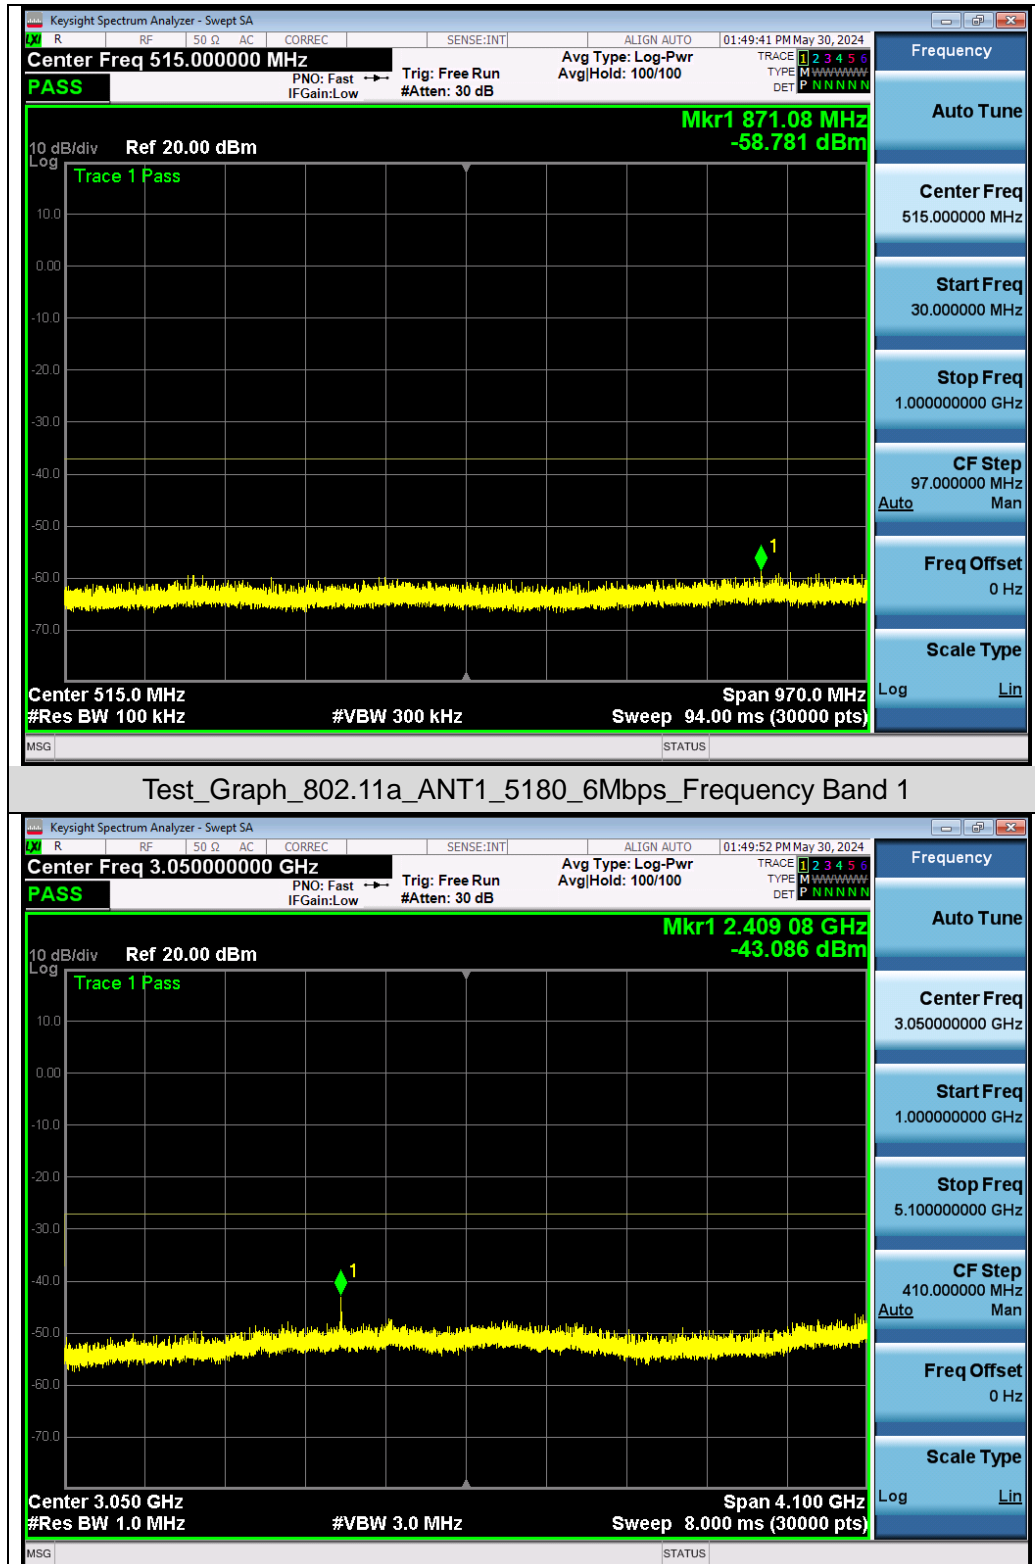 Keysight Spectrum Analyzer - Swept SA
LXI R RF 50 Ω AC CORREC SENSE:INT ALIGN AUTO 01:49:41 PM May 30, 2024
Center Freq 515.000000 MHz
PASS
PNO: Fast
IFGain:Low
Trig: Free Run
#Atten: 30 dB
Avg Type: Log-Pwr
Avg|Hold: 100/100
TRACE 1 2 3 4 5 6
TYPE M W W W W W
DET P N N N N N
Mkr1 871.08 MHz
-58.781 dBm
10 dB/div
Log
Ref 20.00 dBm
Trace 1 Pass
10.0
0.00
-10.0
-20.0
-30.0
-40.0
-50.0
-60.0
-70.0
1
Center 515.0 MHz Span 970.0 MHz
#Res BW 100 kHz #VBW 300 kHz Sweep 94.00 ms (30000 pts)
MSG STATUS
Frequency
Auto Tune
Center Freq
515.000000 MHz
Start Freq
30.000000 MHz
Stop Freq
1.000000000 GHz
CF Step
97.000000 MHz
Auto Man
Freq Offset
0 Hz
Scale Type
Log Lin
Test_Graph_802.11a_ANT1_5180_6Mbps_Frequency Band 1
Keysight Spectrum Analyzer - Swept SA
LXI R RF 50 Ω AC CORREC SENSE:INT ALIGN AUTO 01:49:52 PM May 30, 2024
Center Freq 3.050000000 GHz
PASS
PNO: Fast
IFGain:Low
Trig: Free Run
#Atten: 30 dB
Avg Type: Log-Pwr
Avg|Hold: 100/100
TRACE 1 2 3 4 5 6
TYPE M W W W W W
DET P N N N N N
Mkr1 2.409 08 GHz
-43.086 dBm
10 dB/div
Log
Ref 20.00 dBm
Trace 1 Pass
10.0
0.00
-10.0
-20.0
-30.0
-40.0
-50.0
-60.0
-70.0
1
Center 3.050 GHz Span 4.100 GHz
#Res BW 1.0 MHz #VBW 3.0 MHz Sweep 8.000 ms (30000 pts)
MSG STATUS
Frequency
Auto Tune
Center Freq
3.050000000 GHz
Start Freq
1.000000000 GHz
Stop Freq
5.100000000 GHz
CF Step
410.000000 MHz
Auto Man
Freq Offset
0 Hz
Scale Type
Log Lin